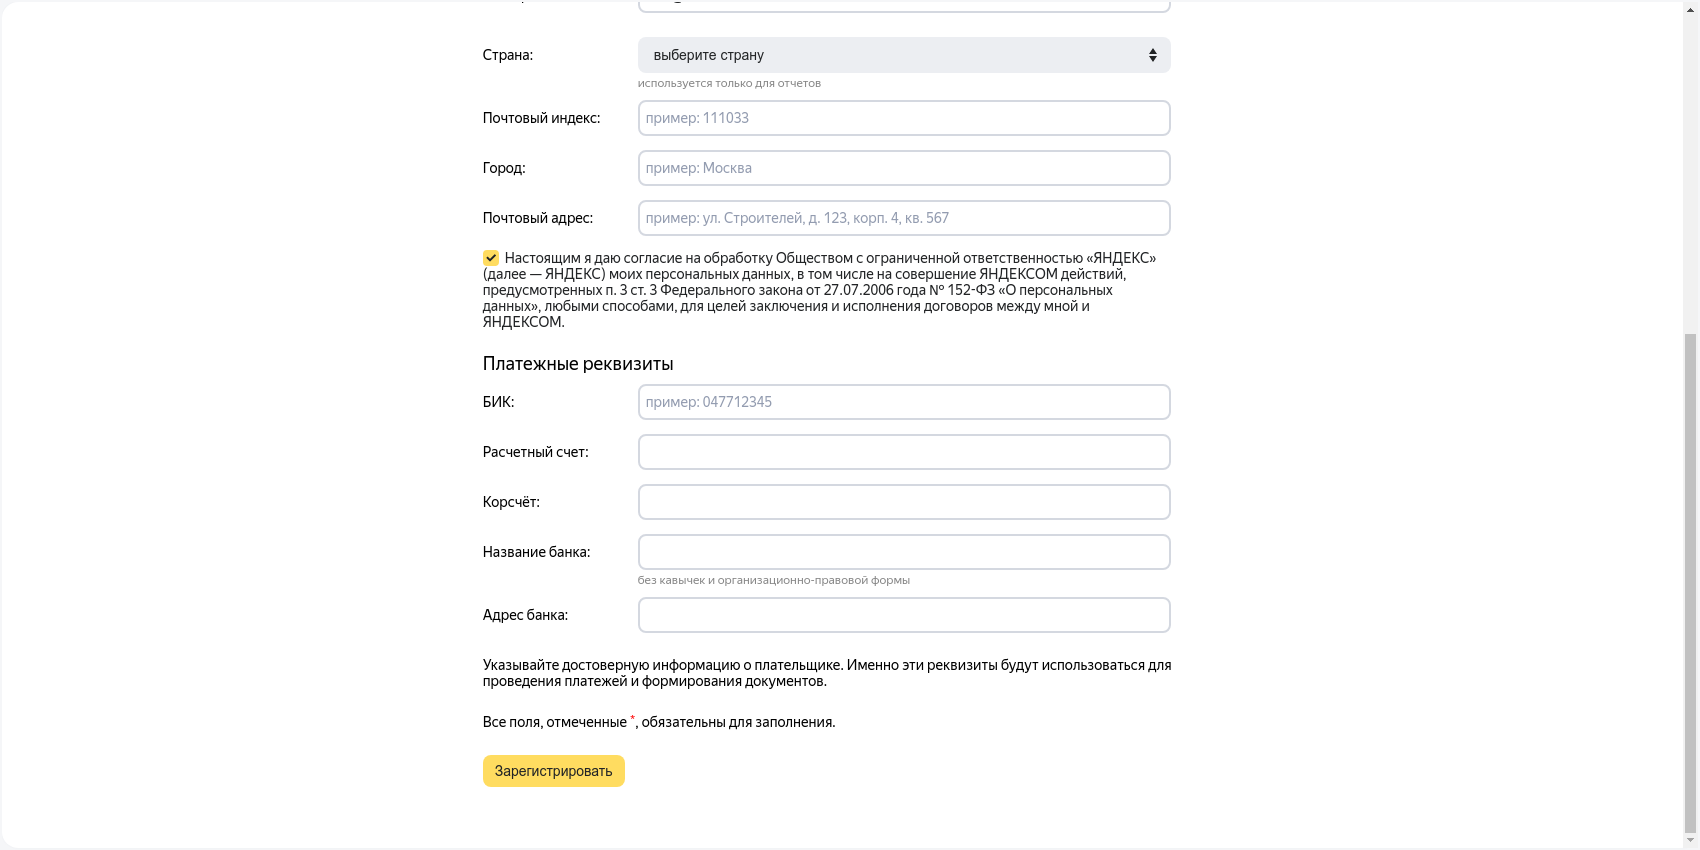 Страна:
выберите страну
используется только для отчетов
Почтовый индекс:
пример: 111033
Город:
пример: Москва
Почтовый адрес:
пример: ул. Строителей, д. 123, корп. 4, кв. 567
Настоящим я даю согласие на обработку Обществом с ограниченной ответственностью «ЯНДЕКС»
(далее — ЯНДЕКС) моих персональных данных, в том числе на совершение ЯНДЕКСОМ действий,
предусмотренных п. 3 ст. 3 Федерального закона от 27.07.2006 года № 152-ФЗ «О персональных
данных», любыми способами, для целей заключения и исполнения договоров между мной и
ЯНДЕКСОМ.
Платежные реквизиты
БИК:
пример: 047712345
Расчетный счет:
Корсчёт:
Название банка:
без кавычек и организационно-правовой формы
Адрес банка:
Указывайте достоверную информацию о плательщике. Именно эти реквизиты будут использоваться для
проведения платежей и формирования документов.
Все поля, отмеченные *, обязательны для заполнения.
Зарегистрировать